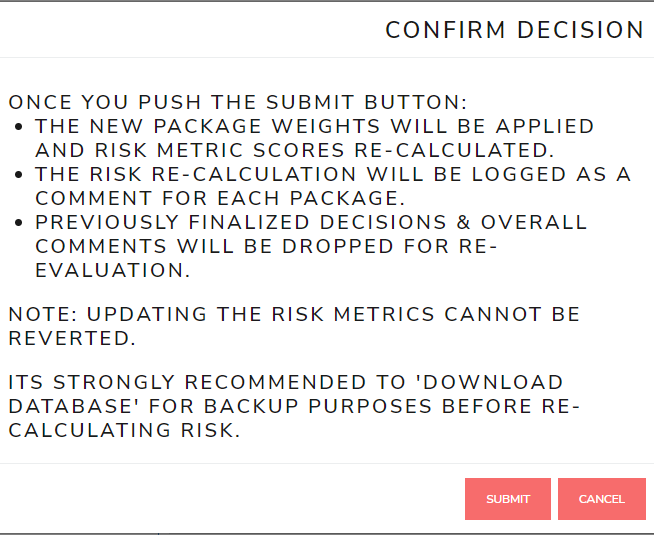 CONFIRM DECISION
ONCE YOU PUSH THE SUBMIT BUTTON:
• THE NEW PACKAGE WEIGHTS WILL BE APPLIED
AND RISK METRIC SCORES RE-CALCULATED.
• THE RISK RE-CALCULATION WILL BE LOGGED AS A
COMMENT FOR EACH PACKAGE.
• PREVIOUSLY FINALIZED DECISIONS & OVERALL
COMMENTS WILL BE DROPPED FOR RE-
EVALUATION.
NOTE: UPDATING THE RISK METRICS CANNOT BE
REVERTED.
ITS STRONGLY RECOMMENDED TO 'DOWNLOAD
DATABASE' FOR BACKUP PURPOSES BEFORE RE-
CALCULATING RISK.
SUBMIT
CANCEL